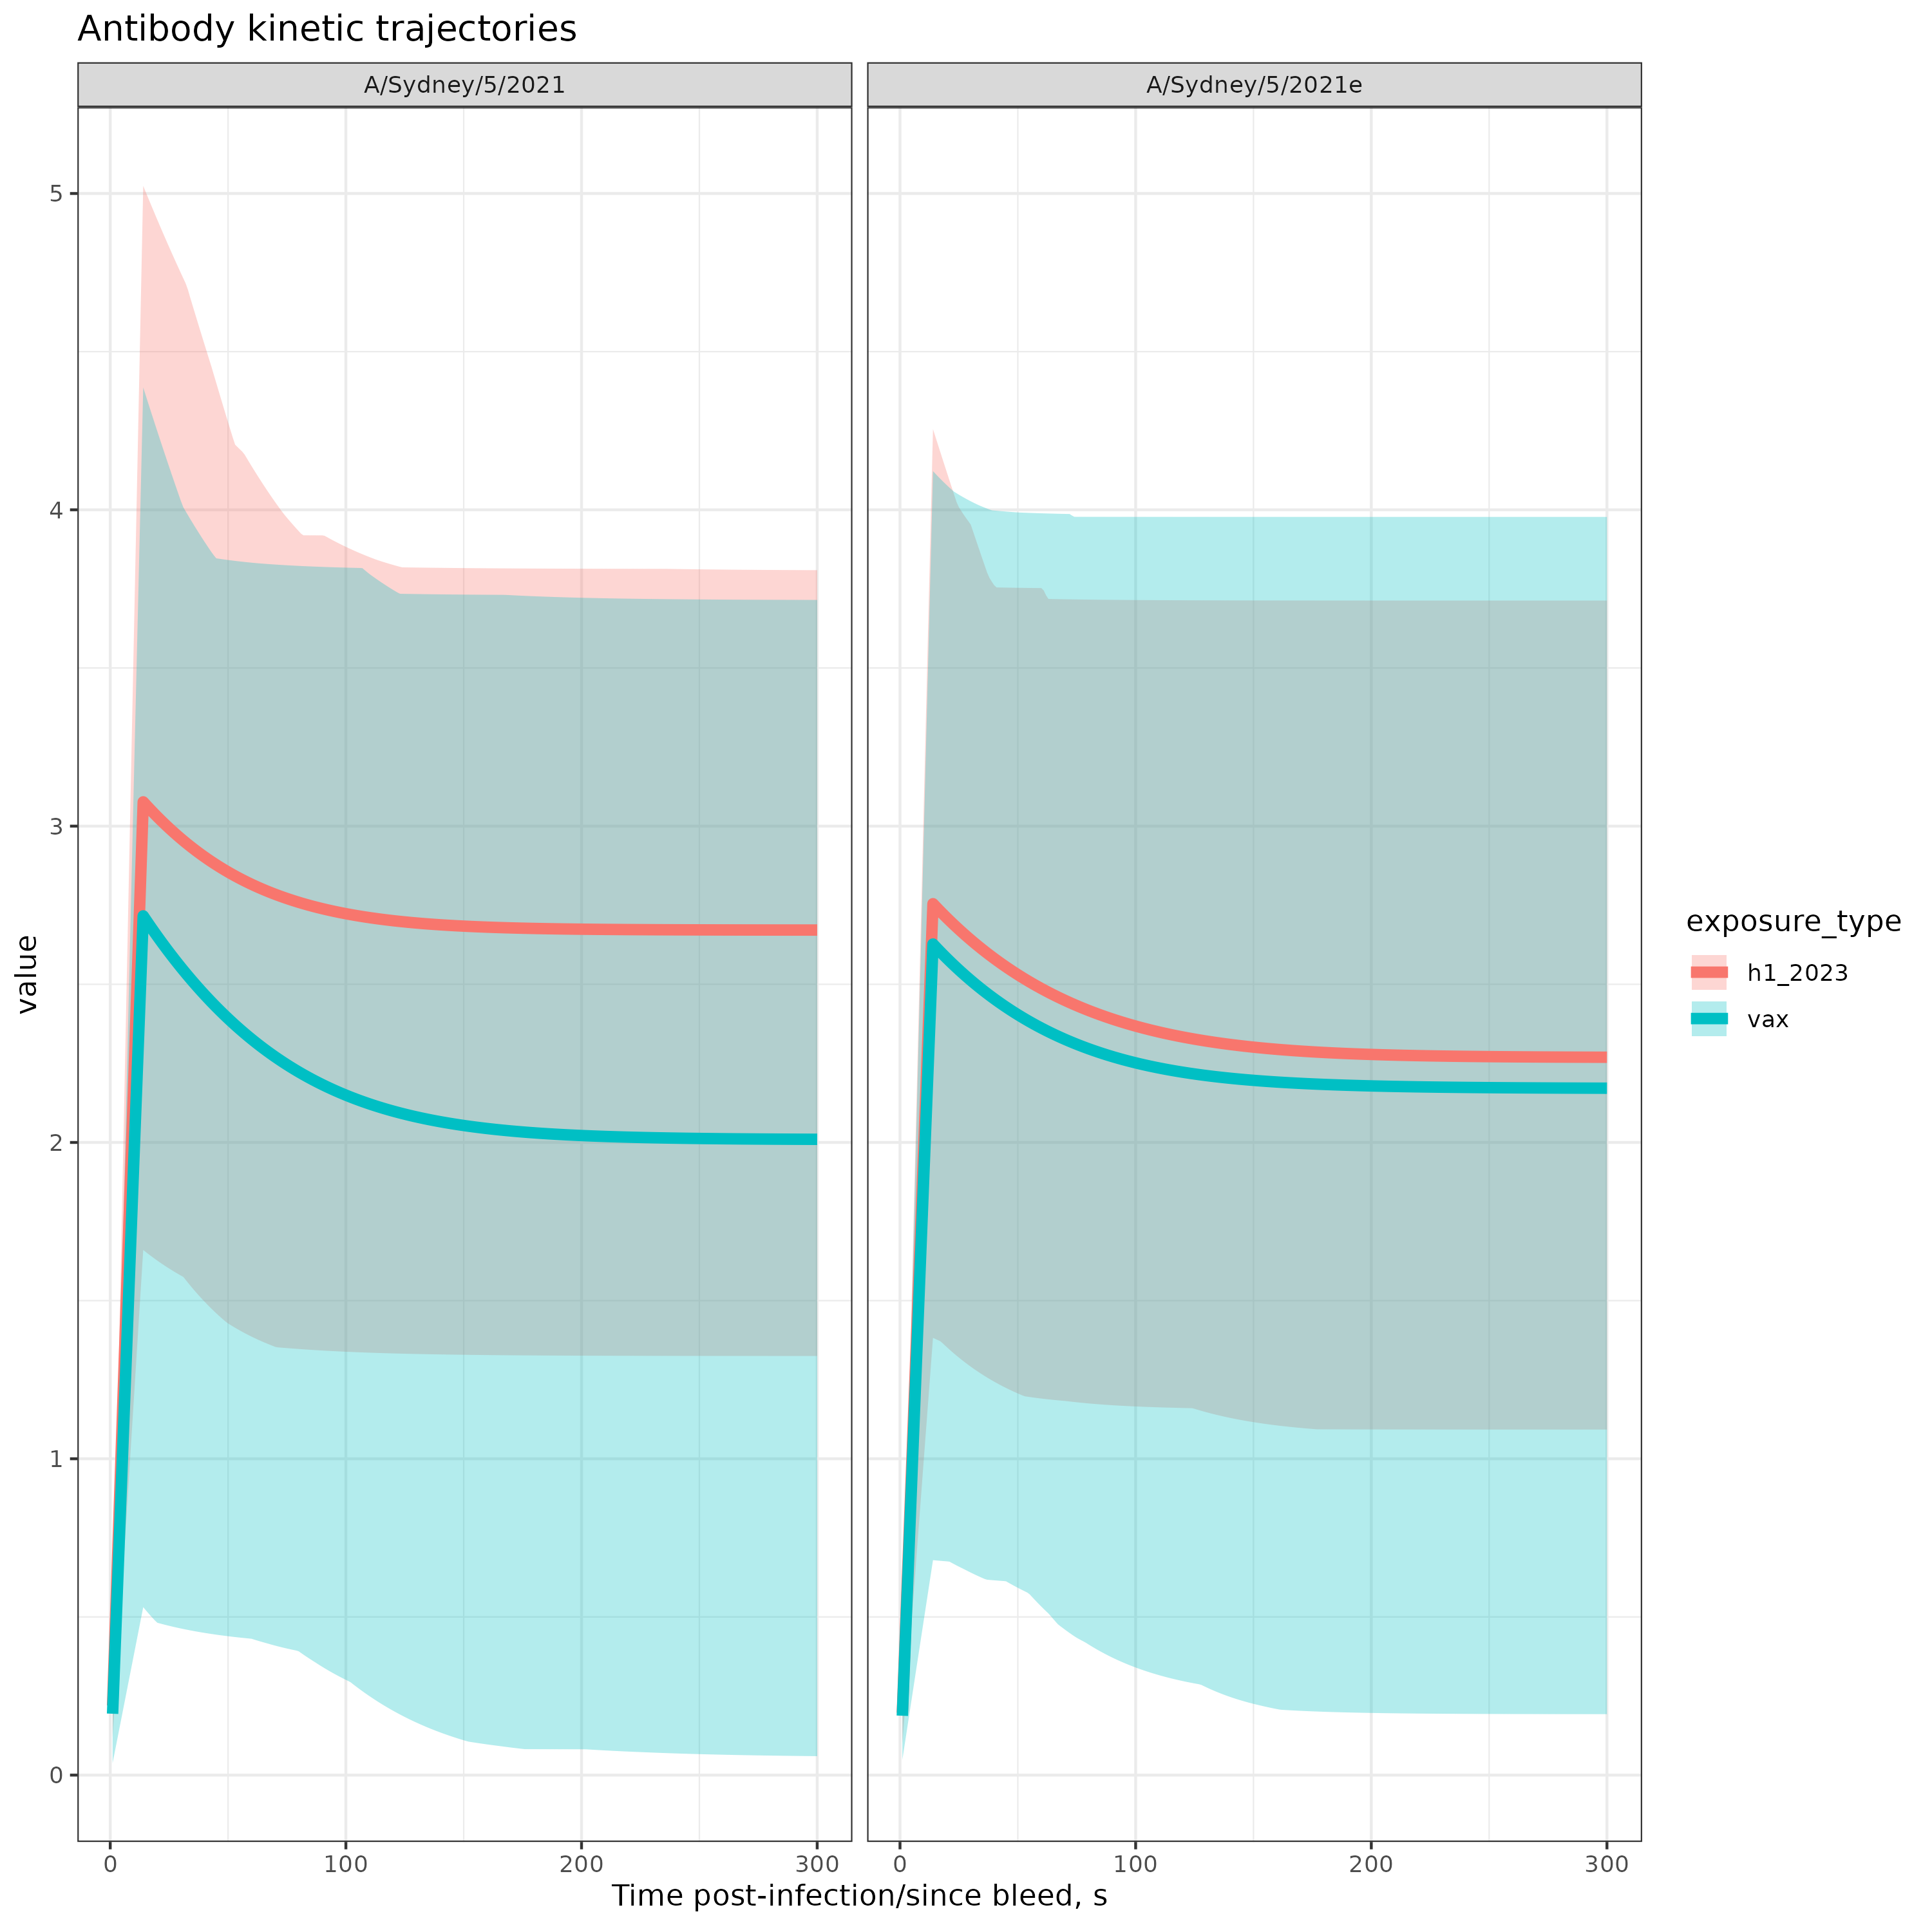 Antibody kinetic trajectories
A/Sydney/5/2021
A/Sydney/5/2021e
5
4
3
2
1
0
value
0
100
200
300
0
100
200
300
Time post-infection/since bleed, s
exposure_type
h1_2023
vax